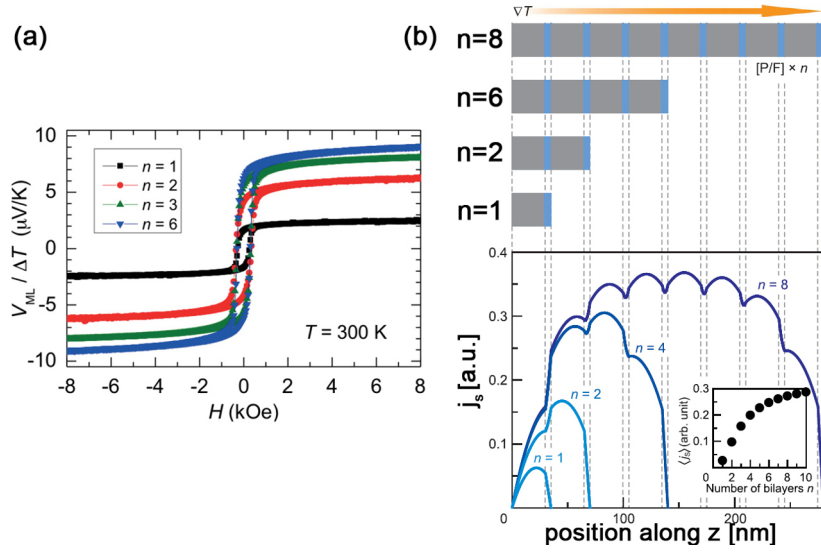 (a)
10
5
0
-5
-10
V_ML / ΔT (μV/K)
n = 1
n = 2
n = 3
n = 6
T = 300 K
-8 -6 -4 -2 0 2 4 6 8
H (kOe)
(b)
∇T
n=8
[P/F] × n
n=6
n=2
n=1
0.4
0.3
0.2
0.1
0
j_s [a.u.]
n = 8
n = 4
n = 2
n = 1
0.3
0.2
0.1
⟨j_s⟩(arb. unit)
2 4 6 8 10
Number of bilayers n
0 50 100 150 200 250
position along z [nm]